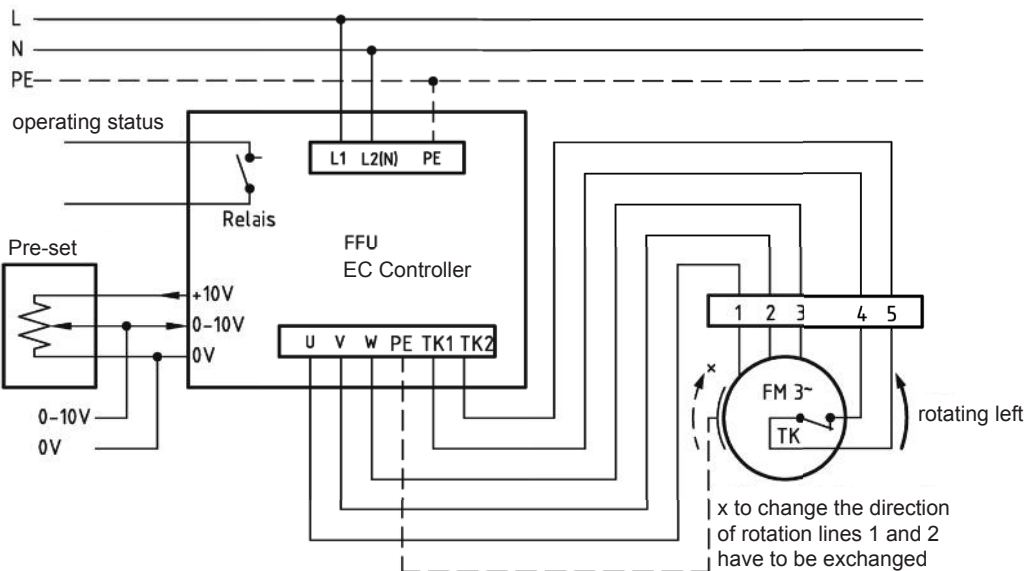 L
N
PE
operating status
L1 L2(N) PE
Relais
Pre-set
FFU
EC Controller
+10V
0-10V
0V
U V W PE TK1 TK2
1 2 3 4 5
x
FM 3~
TK
rotating left
0-10V
0V
x to change the direction
of rotation lines 1 and 2
have to be exchanged